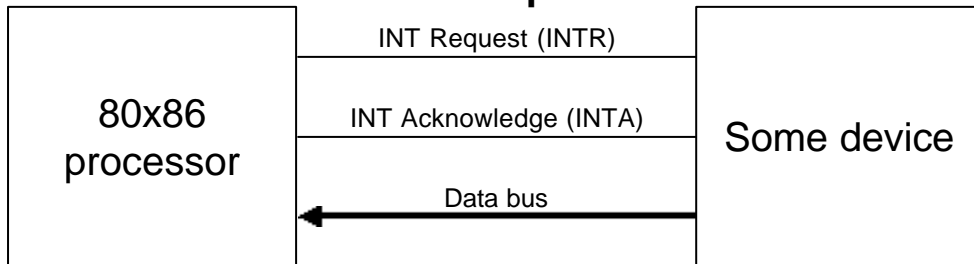 INT Request (INTR)
80x86
processor
INT Acknowledge (INTA)
Some device
Data bus